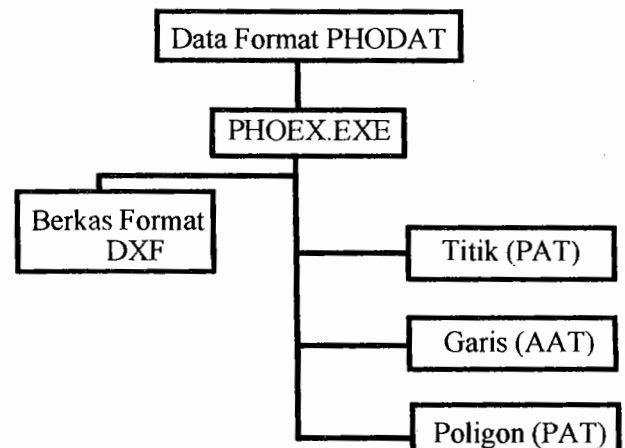 Data Format PHODAT
PHOEX.EXE
Berkas Format
DXF
Titik (PAT)
Garis (AAT)
Poligon (PAT)